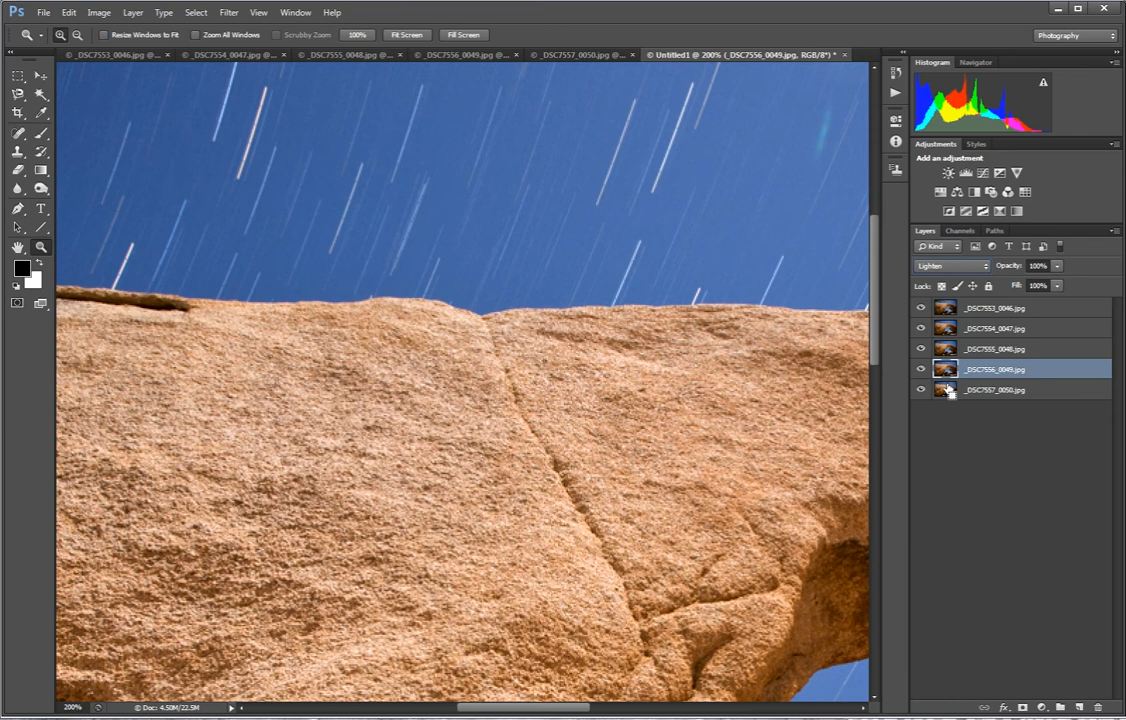 Ps File Edit Image Layer Type Select Filter View Window Help
Resize Windows to Fit Zoom All Windows Scrubby Zoom 100% Fit Screen Fill Screen Photography
© _DSC7553_0046.jpg @... × © _DSC7554_0047.jpg @... × © _DSC7555_0048.jpg @... × © _DSC7556_0049.jpg @... × © _DSC7557_0050.jpg @... × © Untitled1 @ 200% (_DSC7556_0049.jpg, RGB/8*) * ×
Histogram Navigator
Adjustments Styles
Add an adjustment
Layers Channels Paths
Kind
Lighten Opacity: 100%
Lock: Fill: 100%
_DSC7553_0046.jpg
_DSC7554_0047.jpg
_DSC7555_0048.jpg
_DSC7556_0049.jpg
_DSC7557_0050.jpg
200% © Doc: 4.50M/22.5M